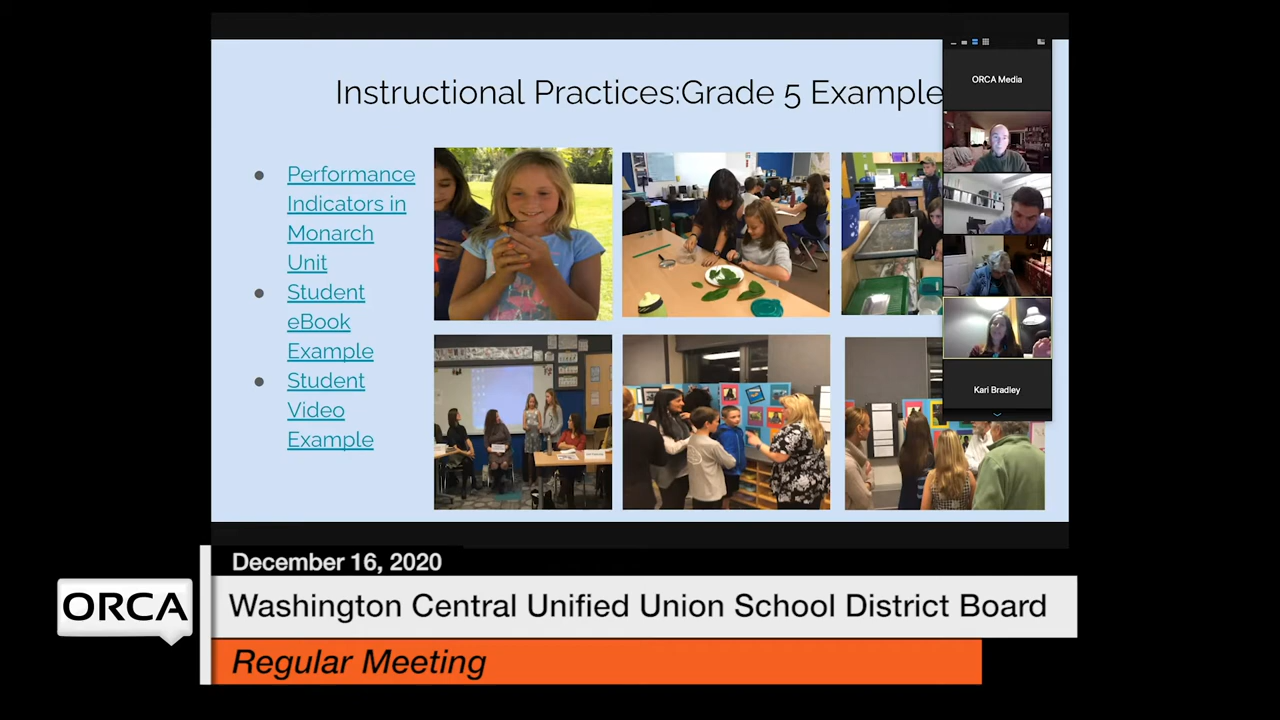 Instructional Practices:Grade 5 Example
ORCA Media
Performance
Indicators in
Monarch
Unit
Student
eBook
Example
Student
Video
Example
Kari Bradley
December 16, 2020
ORCA
Washington Central Unified Union School District Board
Regular Meeting